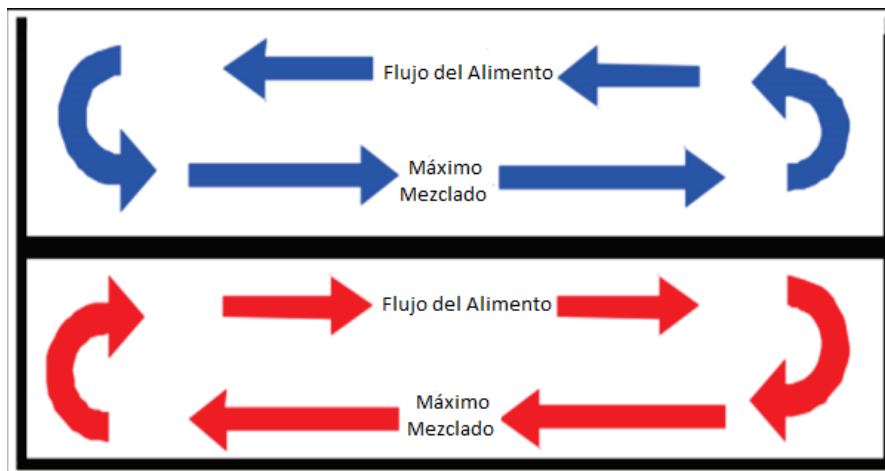 Flujo del Alimento
Máximo
Mezclado
Flujo del Alimento
Máximo
Mezclado